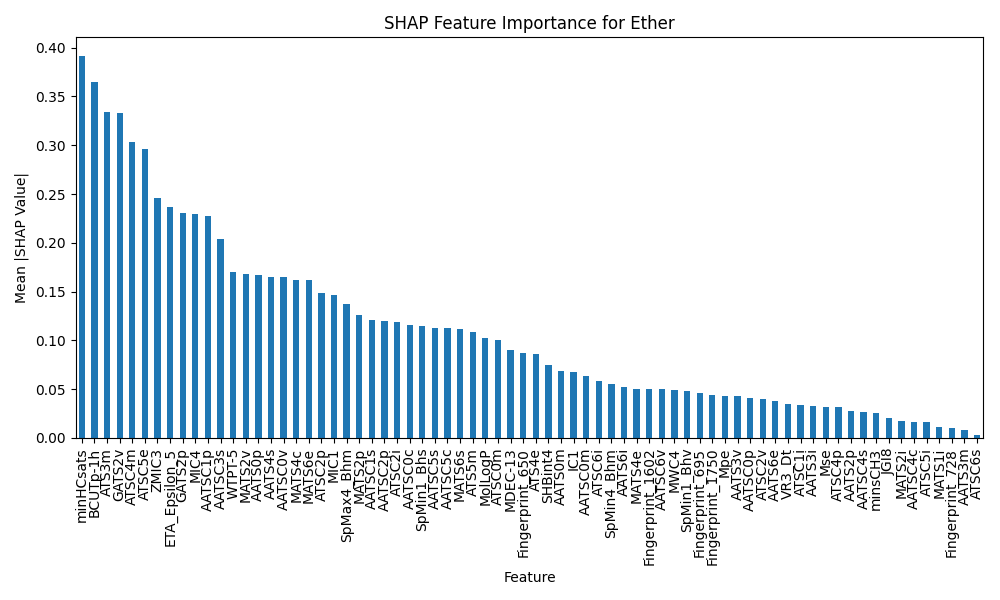 SHAP Feature Importance for Ether
Mean |SHAP Value|
0.40
0.35
0.30
0.25
0.20
0.15
0.10
0.05
0.00
minHCsats
BCUTp-1h
ATS3m
GATS2v
ATSC4m
ATSC5e
ZMIC3
ETA_Epsilon_5
GATS2p
MIC4
AATSC1p
AATSC3s
WTPT-5
MATS2v
AATS0p
AATS4s
AATSC0v
MATS4c
MATS6e
ATSC2p
MIC1
SpMax4_Bhm
MATS2p
AATSC1s
AATSC2p
ATSC2i
AATSC0c
SpMin1_Bhs
AATSC5s
AATSC5c
MATS6s
ATS5m
MolLogP
ATSC0m
MDEC-13
Fingerprint_650
ATS4e
SHBint4
AATS0m
IC1
AATSC0m
ATSC6i
SpMin4_Bhm
AATS6i
MATS4e
Fingerprint_1602
AATSC6v
MWC4
SpMin1_Bhv
Fingerprint_695
Fingerprint_1750
Mpe
AATS3v
AATSC0p
ATSC2v
AATS6e
VR3_Dt
ATSC1i
AATS3i
Mse
ATSC4p
AATS2p
AATSC4s
minsCH3
JGI8
MATS2i
AATSC4c
ATSC5i
MATS1i
Fingerprint_728
AATS3m
ATSC6s
Feature